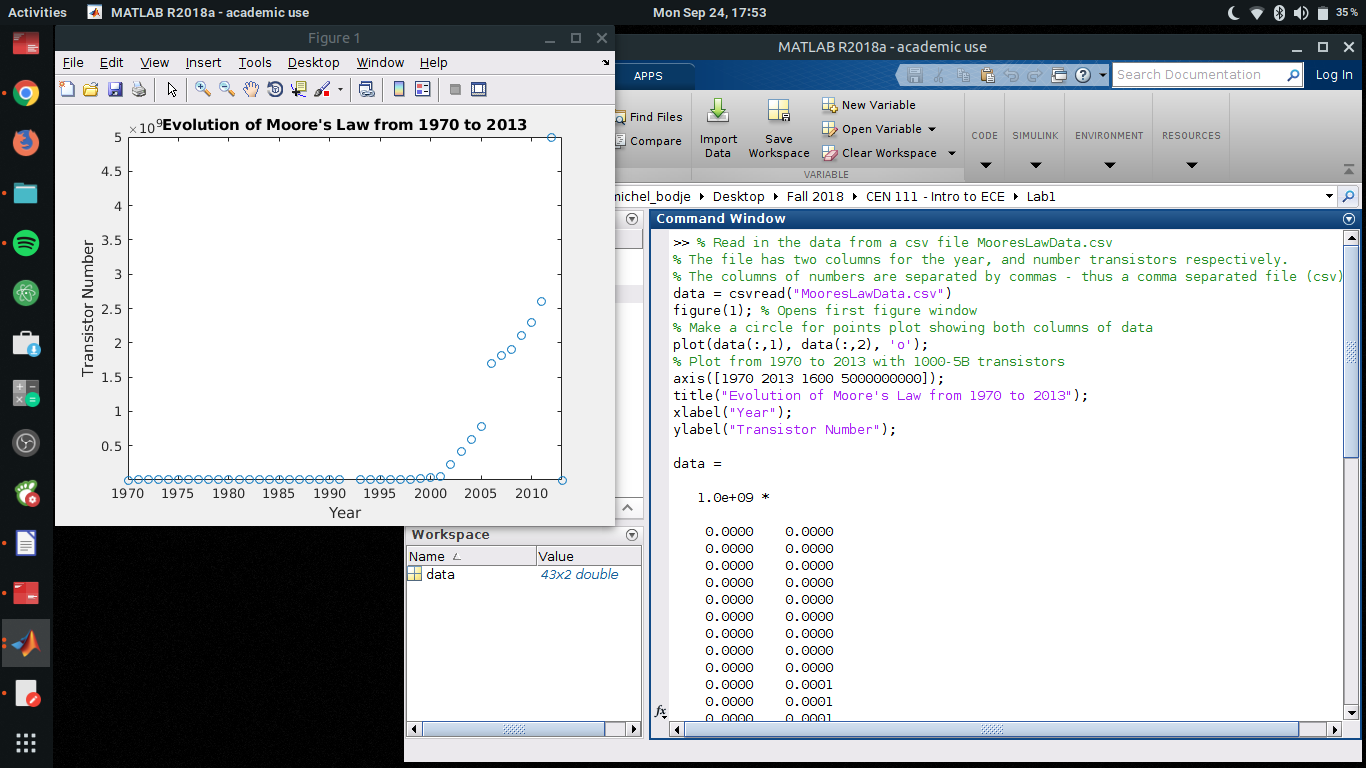 Activities MATLAB R2018a - academic use Mon Sep 24, 17:53 35%
Figure 1
File Edit View Insert Tools Desktop Window Help
×10⁹
Evolution of Moore's Law from 1970 to 2013
5
4.5
4
3.5
3
2.5
2
1.5
1
0.5
Transistor Number
1970 1975 1980 1985 1990 1995 2000 2005 2010
Year
MATLAB R2018a - academic use
APPS
Search Documentation
Log In
Find Files
Compare
Import Data
Save Workspace
New Variable
Open Variable
Clear Workspace
VARIABLE
CODE
SIMULINK
ENVIRONMENT
RESOURCES
michel_bodje Desktop Fall 2018 CEN 111 - Intro to ECE Lab1
Command Window
>> % Read in the data from a csv file MooresLawData.csv
% The file has two columns for the year, and number transistors respectively.
% The columns of numbers are separated by commas - thus a comma separated file (csv)
data = csvread("MooresLawData.csv")
figure(1); % Opens first figure window
% Make a circle for points plot showing both columns of data
plot(data(:,1), data(:,2), 'o');
% Plot from 1970 to 2013 with 1000-5B transistors
axis([1970 2013 1600 5000000000]);
title("Evolution of Moore's Law from 1970 to 2013");
xlabel("Year");
ylabel("Transistor Number");
data =
1.0e+09 *
0.0000 0.0000
0.0000 0.0000
0.0000 0.0000
0.0000 0.0000
0.0000 0.0000
0.0000 0.0000
0.0000 0.0000
0.0000 0.0000
0.0000 0.0000
0.0000 0.0001
0.0000 0.0001
0.0000 0.0001
fx
Workspace
Name Value
data 43x2 double